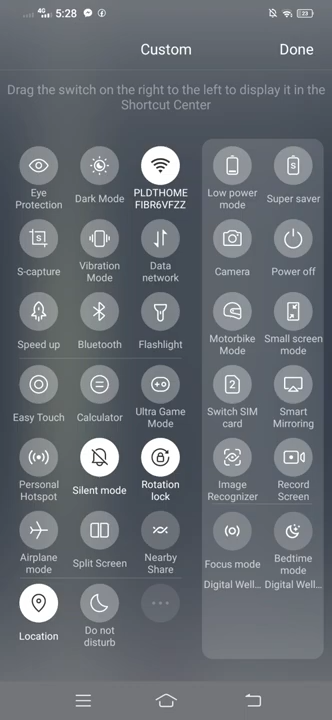 4G 5:28 23
Custom Done
Drag the switch on the right to the left to display it in the
Shortcut Center
Eye
Protection
Dark Mode
PLDTHOME
FIBR6VFZZ
Low power
mode
Super saver
S-capture
Vibration
Mode
Data
network
Camera
Power off
Speed up
Bluetooth
Flashlight
Motorbike
Mode
Small screen
mode
Easy Touch
Calculator
Ultra Game
Mode
Switch SIM
card
Smart
Mirroring
Personal
Hotspot
Silent mode
Rotation
lock
Image
Recognizer
Record
Screen
Airplane
mode
Split Screen
Nearby
Share
Focus mode
Digital Well...
Bedtime
mode
Digital Well...
Location
Do not
disturb